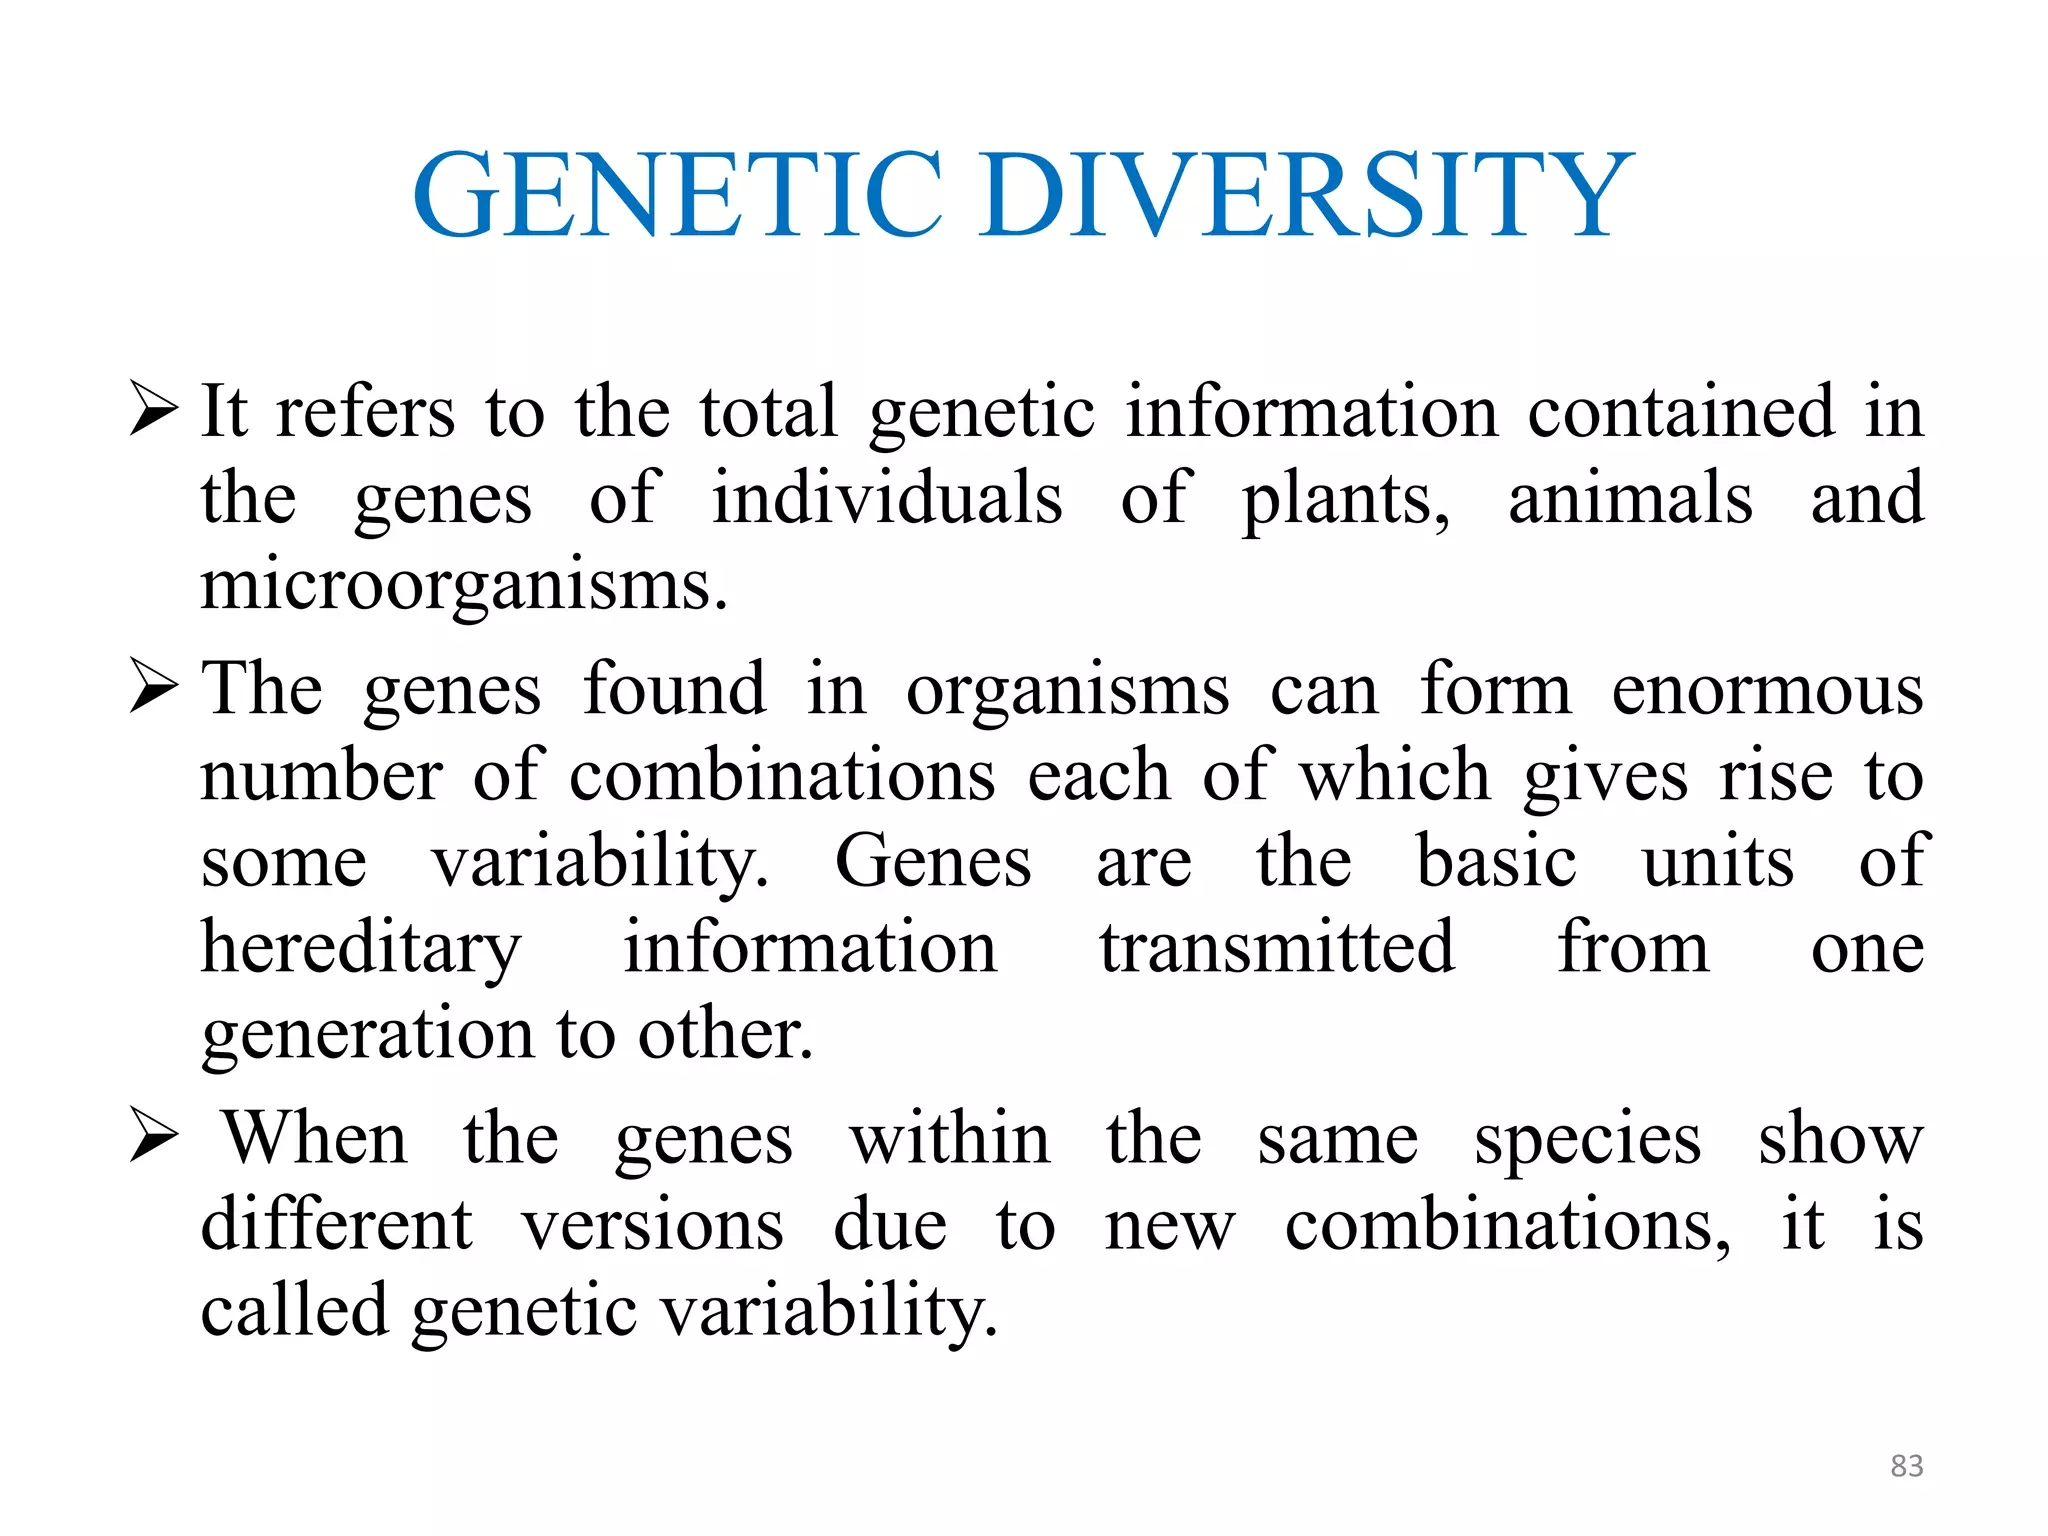 GENETIC DIVERSITY
➢ It refers to the total genetic information contained in
the genes of individuals of plants, animals and
microorganisms.
➢ The genes found in organisms can form enormous
number of combinations each of which gives rise to
some variability. Genes are the basic units of
hereditary information transmitted from one
generation to other.
➢ When the genes within the same species show
different versions due to new combinations, it is
called genetic variability.
83